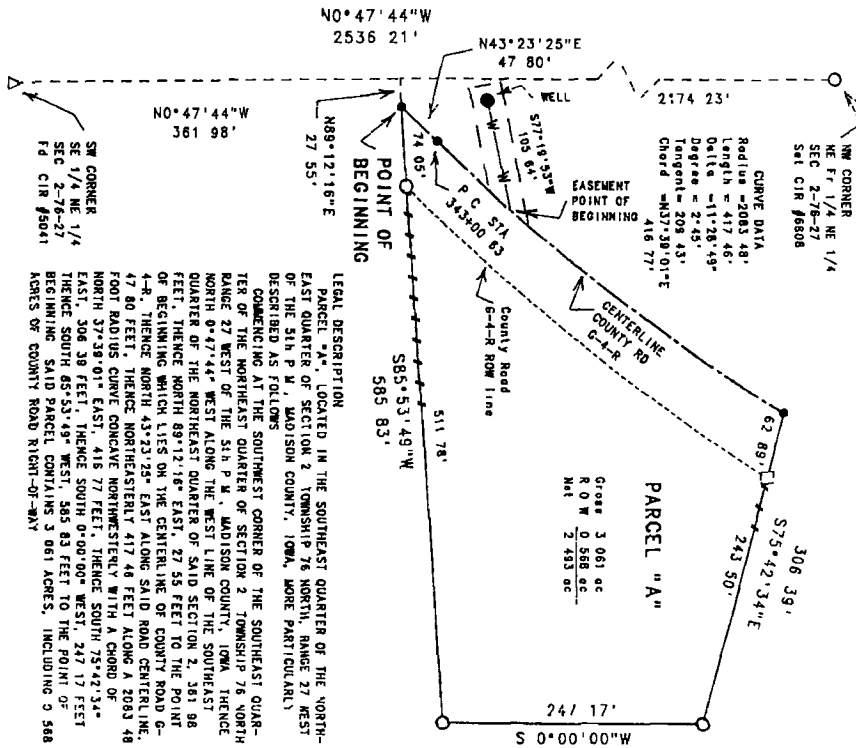 N0°47'44"W
2536 21'
N43°23'25"E
47 80'
N0°47'44"W
361 98'
N89°12'16"E
27 55'
WELL
S77°19'53"W
105 64'
W
W
EASEMENT
POINT OF
BEGINNING
2174 23'
NW CORNER
NE Fr 1/4 NE 1/4
SEC 2-76-27
Set CIR #6808
CURVE DATA
Radius =2083 48'
Length = 417 46'
Delta =11°28'49"
Degree = 2°45'
Tangent= 209 43'
Chord =N37°39'01"E
416 77'
SW CORNER
SE 1/4 NE 1/4
SEC 2-76-27
Fd CIR #5041
POINT OF
BEGINNING
74 05'
P C STA
343+00 63
County Road
G-4-R ROW line
CENTERLINE
COUNTY RD
G-4-R
62 89'
306 39'
S75°42'34"E
243 50'
PARCEL "A"
Gross 3 061 ac
R O W 0 568 ac
Net 2 493 ac
511 78'
S85°53'49"W
585 83'
247 17'
S 0°00'00"W
LEGAL DESCRIPTION
PARCEL "A", LOCATED IN THE SOUTHEAST QUARTER OF THE NORTH-
EAST QUARTER OF SECTION 2 TOWNSHIP 76 NORTH, RANGE 27 WEST
OF THE 5th P M , MADISON COUNTY, IOWA, MORE PARTICULARLY
DESCRIBED AS FOLLOWS
COMMENCING AT THE SOUTHWEST CORNER OF THE SOUTHEAST QUAR-
TER OF THE NORTHEAST QUARTER OF SECTION 2 TOWNSHIP 76 NORTH
RANGE 27 WEST OF THE 5th P M , MADISON COUNTY, IOWA THENCE
NORTH 0°47'44" WEST ALONG THE WEST LINE OF THE SOUTHEAST
QUARTER OF THE NORTHEAST QUARTER OF SAID SECTION 2, 361 98
FEET, THENCE NORTH 89°12'16" EAST, 27 55 FEET TO THE POINT
OF BEGINNING WHICH LIES ON THE CENTERLINE OF COUNTY ROAD G-
4-R, THENCE NORTH 43°23'25" EAST ALONG SAID ROAD CENTERLINE,
47 80 FEET, THENCE NORTHEASTERLY 417 46 FEET ALONG A 2083 48
FOOT RADIUS CURVE CONCAVE NORTHWESTERLY WITH A CHORD OF
NORTH 37°39'01" EAST, 416 77 FEET, THENCE SOUTH 75°42'34"
EAST, 306 39 FEET, THENCE SOUTH 0°00'00" WEST, 247 17 FEET
THENCE SOUTH 85°53'49" WEST, 585 83 FEET TO THE POINT OF
BEGINNING SAID PARCEL CONTAINS 3 061 ACRES, INCLUDING 0 568
ACRES OF COUNTY ROAD RIGHT-OF-WAY